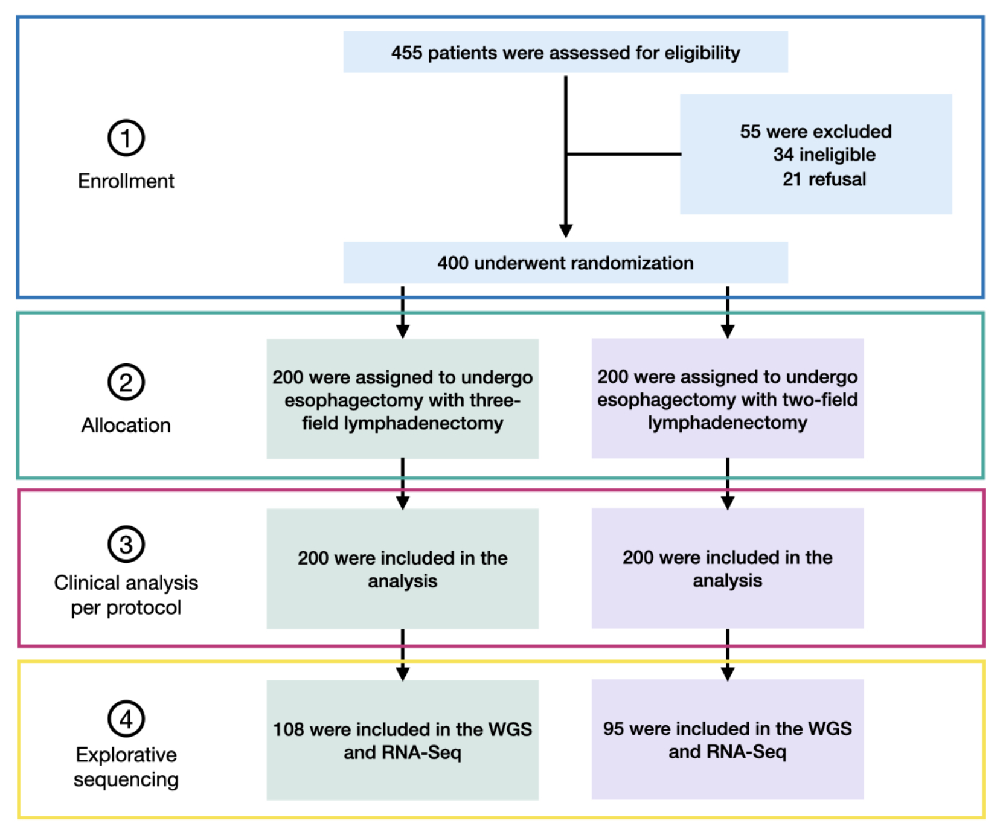 455 patients were assessed for eligibility
55 were excluded
34 ineligible
21 refusal
1
Enrollment
400 underwent randomization
2
Allocation
200 were assigned to undergo
esophagectomy with three-
field lymphadenectomy
200 were assigned to undergo
esophagectomy with two-field
lymphadenectomy
3
Clinical analysis
per protocol
200 were included in the
analysis
200 were included in the
analysis
4
Explorative
sequencing
108 were included in the WGS
and RNA-Seq
95 were included in the WGS
and RNA-Seq